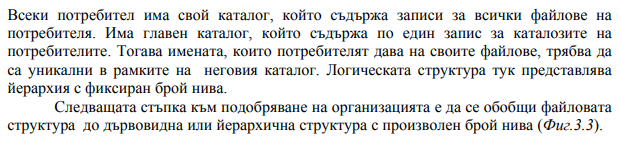 Всеки потребител има свой каталог, който съдържа записи за всички файлове на
потребителя. Има главен каталог, който съдържа по един запис за каталозите на
потребителите. Тогава имената, които потребителят дава на своите файлове, трябва да
са уникални в рамките на неговия каталог. Логическата структура тук представлява
йерархия с фиксиран брой нива.
Следващата стъпка към подобряване на организацията е да се обобщи файловата
структура до дървовидна или йерархична структура с произволен брой нива (Фиг.3.3).